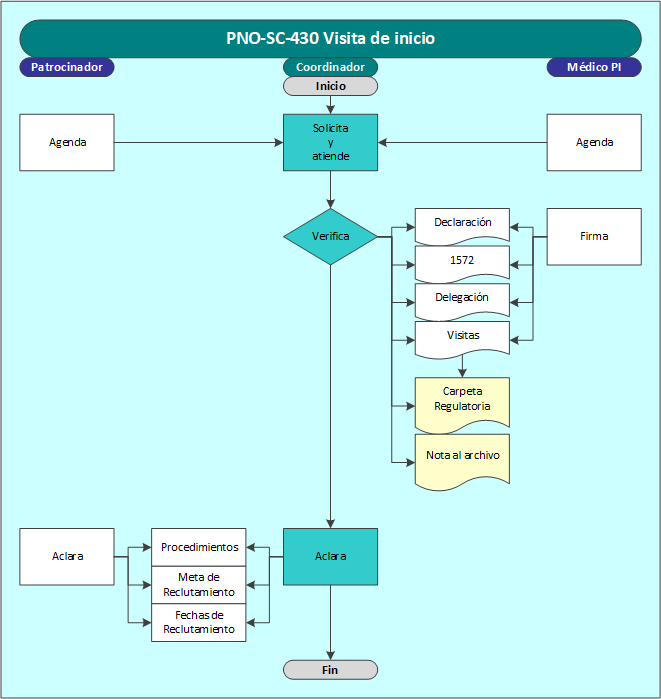 PNO-SC-430 Visita de inicio
Patrocinador
Coordinador
Médico PI
Inicio
Agenda
Solicita
y
atiende
Agenda
Verifica
Declaración
Firma
1572
Delegación
Visitas
Carpeta
Regulatoria
Nota al archivo
Aclara
Procedimientos
Aclara
Meta de
Reclutamiento
Fechas de
Reclutamiento
Fin